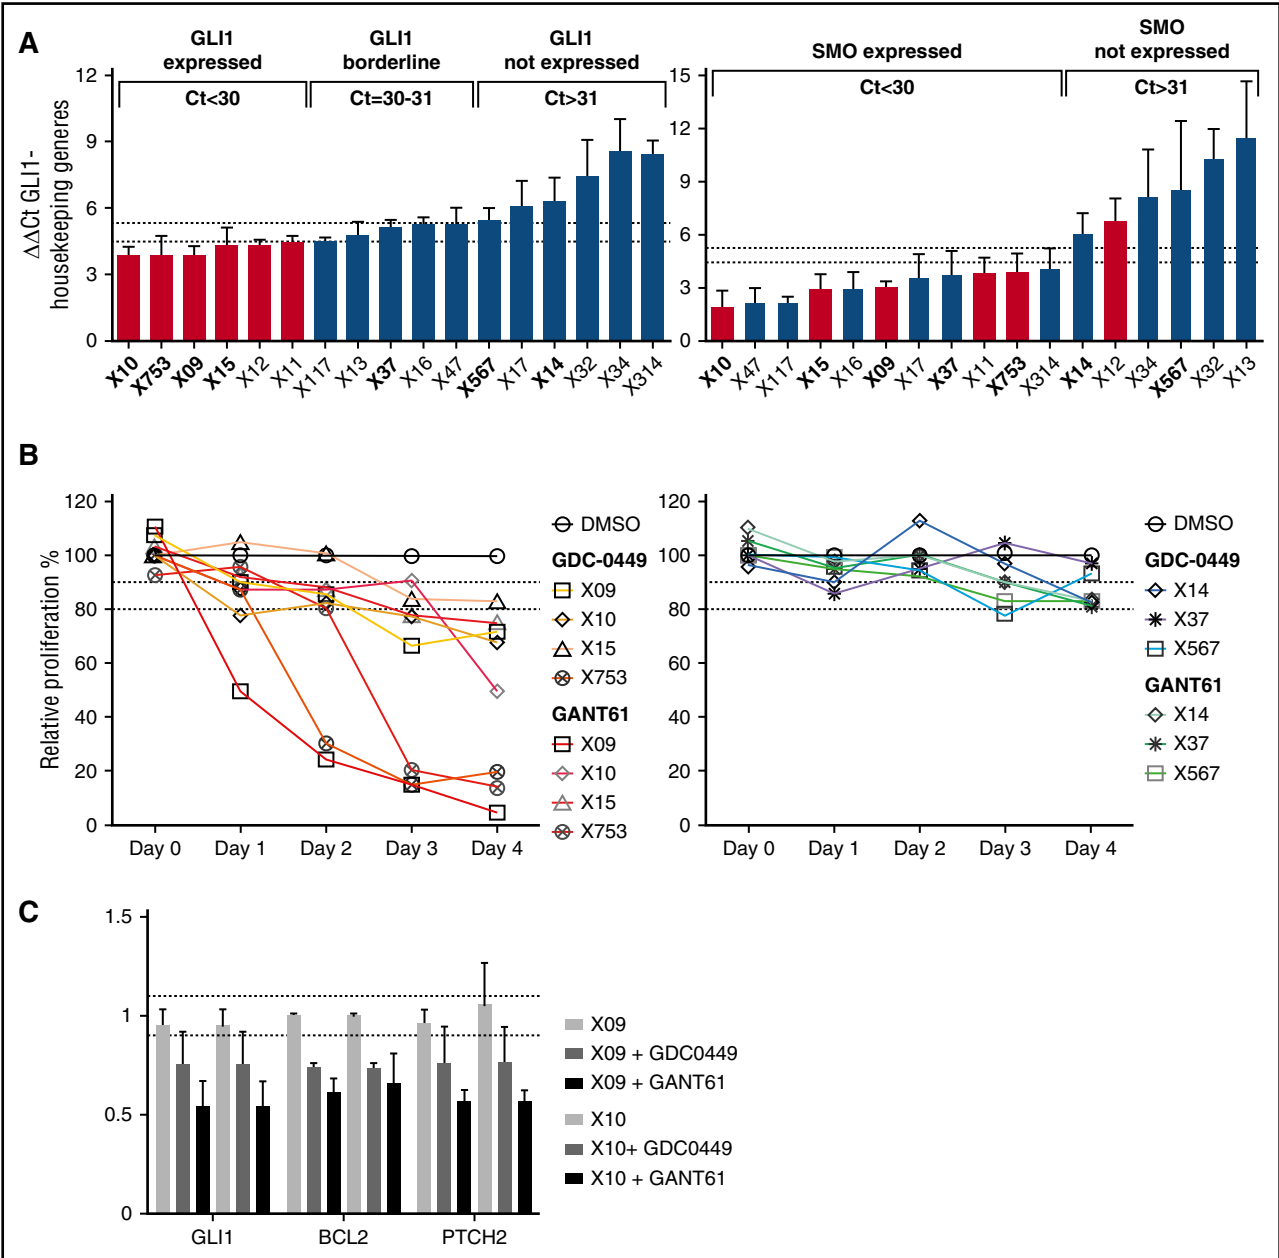 A
GLI1
expressed
GLI1
borderline
GLI1
not expressed
Ct<30
Ct=30-31
Ct>31
ΔΔCt GLI1-
housekeeping generes
12
9
6
3
0
X10
X753
X09
X15
X12
X11
X117
X13
X37
X16
X47
X567
X17
X14
X32
X34
X314
SMO expressed
SMO
not expressed
Ct<30
Ct>31
15
12
9
6
3
0
X10
X47
X117
X15
X16
X09
X17
X37
X11
X753
X314
X14
X12
X34
X567
X32
X13
B
Relative proliferation %
120
100
80
60
40
20
0
Day 0
Day 1
Day 2
Day 3
Day 4
DMSO
GDC-0449
X09
X10
X15
X753
GANT61
X09
X10
X15
X753
120
100
80
60
40
20
0
Day 0
Day 1
Day 2
Day 3
Day 4
DMSO
GDC-0449
X14
X37
X567
GANT61
X14
X37
X567
C
1.5
1
0.5
0
GLI1
BCL2
PTCH2
X09
X09 + GDC0449
X09 + GANT61
X10
X10+ GDC0449
X10 + GANT61